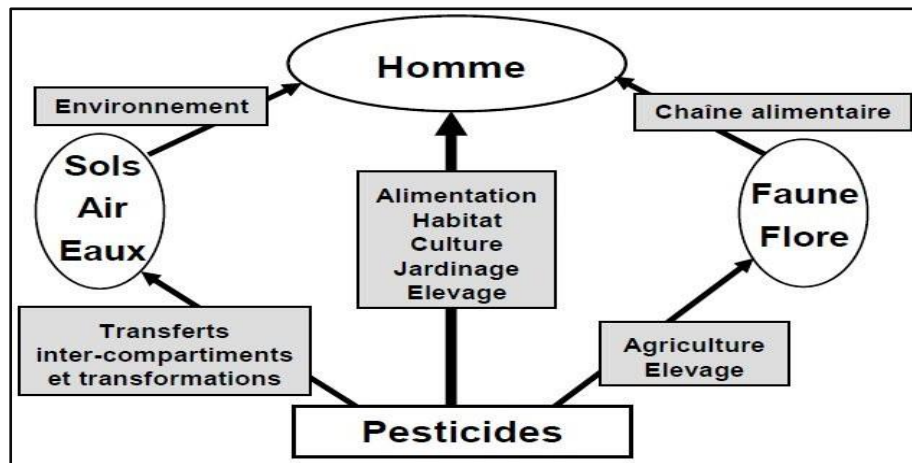 Homme
Environnement
Chaîne alimentaire
Sols
Air
Eaux
Alimentation
Habitat
Culture
Jardinage
Elevage
Faune
Flore
Transferts
inter-compartiments
et transformations
Agriculture
Elevage
Pesticides